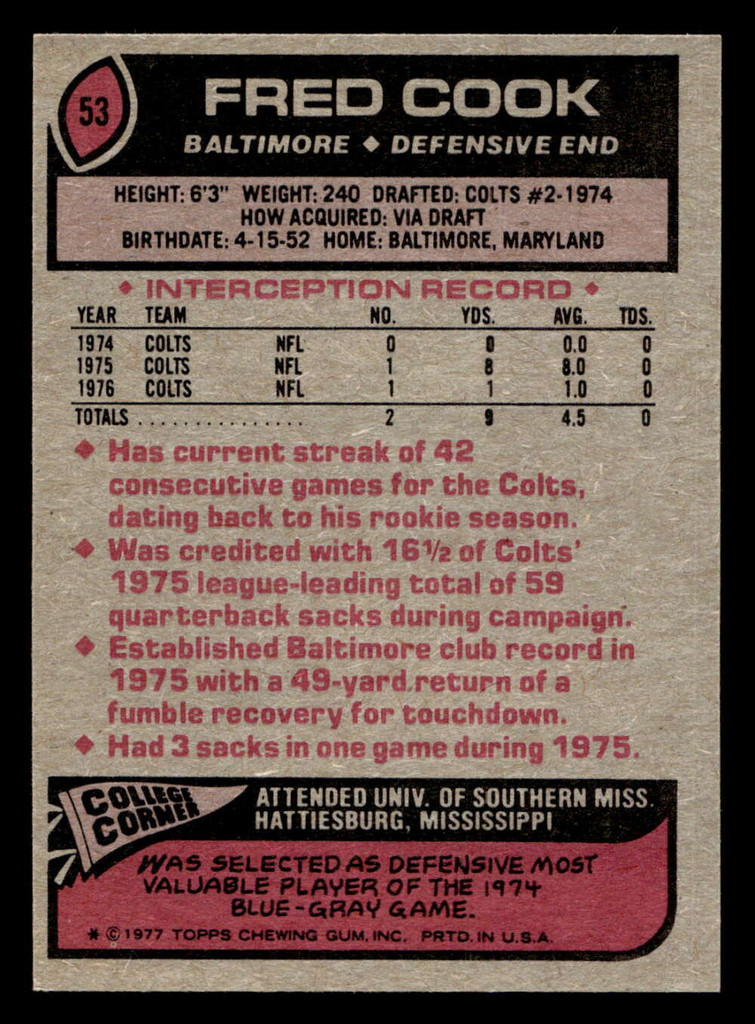 53
FRED COOK
BALTIMORE ◆ DEFENSIVE END
HEIGHT: 6'3" WEIGHT: 240 DRAFTED: COLTS #2-1974
HOW ACQUIRED: VIA DRAFT
BIRTHDATE: 4-15-52 HOME: BALTIMORE, MARYLAND
◆ INTERCEPTION RECORD ◆
YEAR TEAM NO. YDS. AVG. TDS.
1974 COLTS NFL 0 0 0.0 0
1975 COLTS NFL 1 8 8.0 0
1976 COLTS NFL 1 1 1.0 0
TOTALS . . . . . . . . . . . . . . . 2 9 4.5 0
◆ Has current streak of 42
consecutive games for the Colts,
dating back to his rookie season.
◆ Was credited with 16½ of Colts'
1975 league-leading total of 59
quarterback sacks during campaign.
◆ Established Baltimore club record in
1975 with a 49-yard return of a
fumble recovery for touchdown.
◆ Had 3 sacks in one game during 1975.
COLLEGE
CORNER
ATTENDED UNIV. OF SOUTHERN MISS.
HATTIESBURG, MISSISSIPPI
WAS SELECTED AS DEFENSIVE MOST
VALUABLE PLAYER OF THE 1974
BLUE-GRAY GAME.
* © 1977 TOPPS CHEWING GUM, INC. PRTD. IN U.S.A.